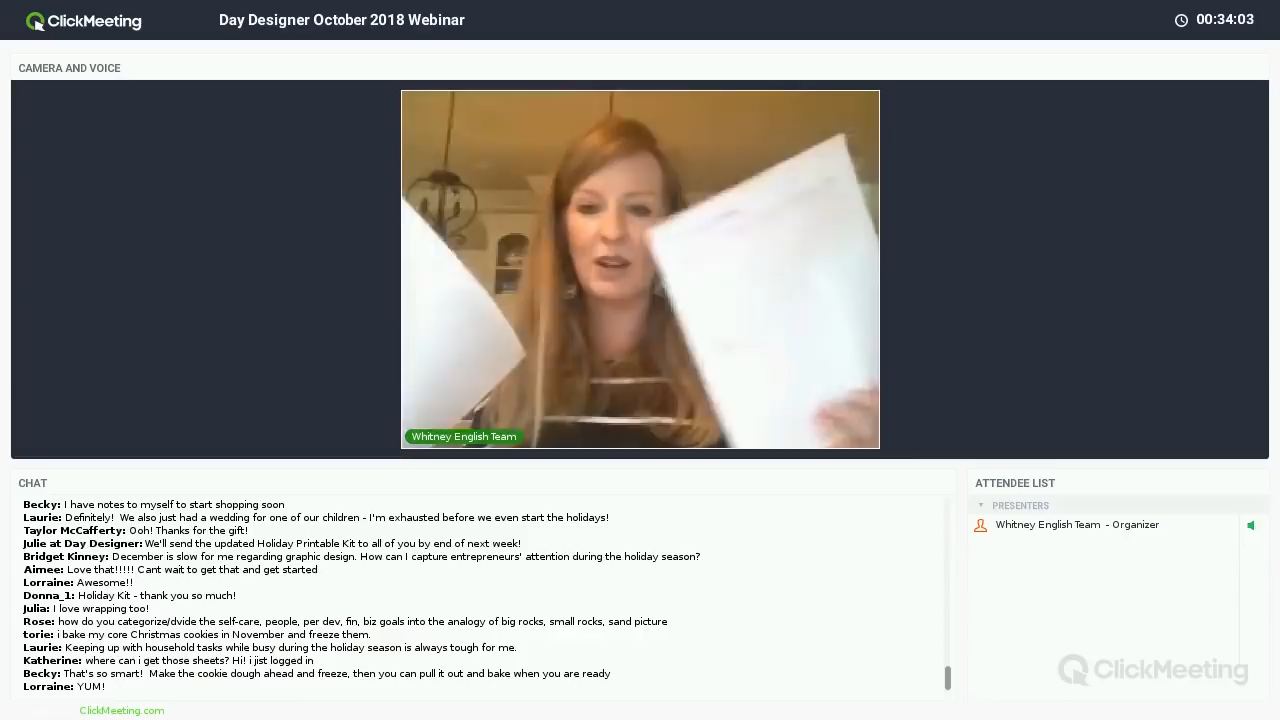 ClickMeeting
Day Designer October 2018 Webinar
00:34:03
CAMERA AND VOICE
Whitney English Team
CHAT
Becky: I have notes to myself to start shopping soon
Laurie: Definitely!  We also just had a wedding for one of our children - I'm exhausted before we even start the holidays!
Taylor McCafferty: Ooh! Thanks for the gift!
Julie at Day Designer: We'll send the updated Holiday Printable Kit to all of you by end of next week!
Bridget Kinney: December is slow for me regarding graphic design. How can I capture entrepreneurs' attention during the holiday season?
Aimee: Love that!!!!! Cant wait to get that and get started
Lorraine: Awesome!!
Donna_1: Holiday Kit - thank you so much!
Julia: I love wrapping too!
Rose: how do you categorize/dvide the self-care, people, per dev, fin, biz goals into the analogy of big rocks, small rocks, sand picture
torie: i bake my core Christmas cookies in November and freeze them.
Laurie: Keeping up with household tasks while busy during the holiday season is always tough for me.
Katherine: where can i get those sheets? Hi! i jist logged in
Becky: That's so smart!  Make the cookie dough ahead and freeze, then you can pull it out and bake when you are ready
Lorraine: YUM!
ATTENDEE LIST
PRESENTERS
Whitney English Team - Organizer
ClickMeeting
ClickMeeting.com